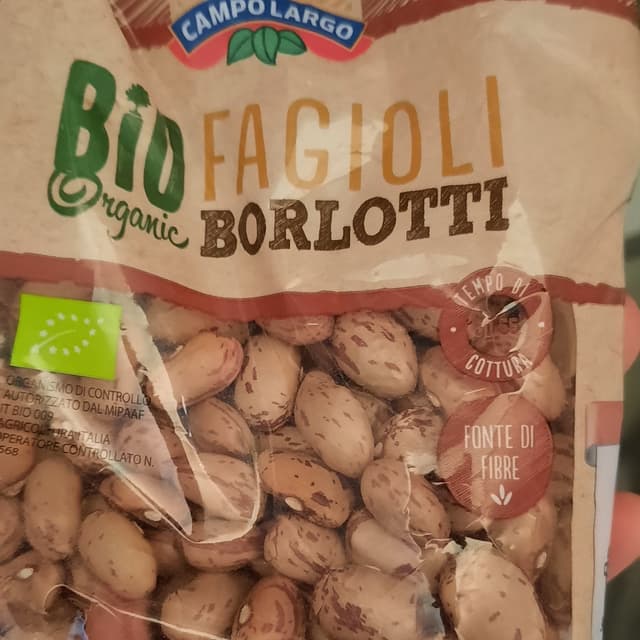 CAMPO LARGO
BiO
Organic
FAGIOLI
BORLOTTI
TEMPO DI
COTTURA
ORGANISMO DI CONTROLLO
AUTORIZZATO DAL MIPAAF
IT BIO 009
AGRICOLTURA ITALIA
OPERATORE CONTROLLATO N.
568
FONTE DI
FIBRE